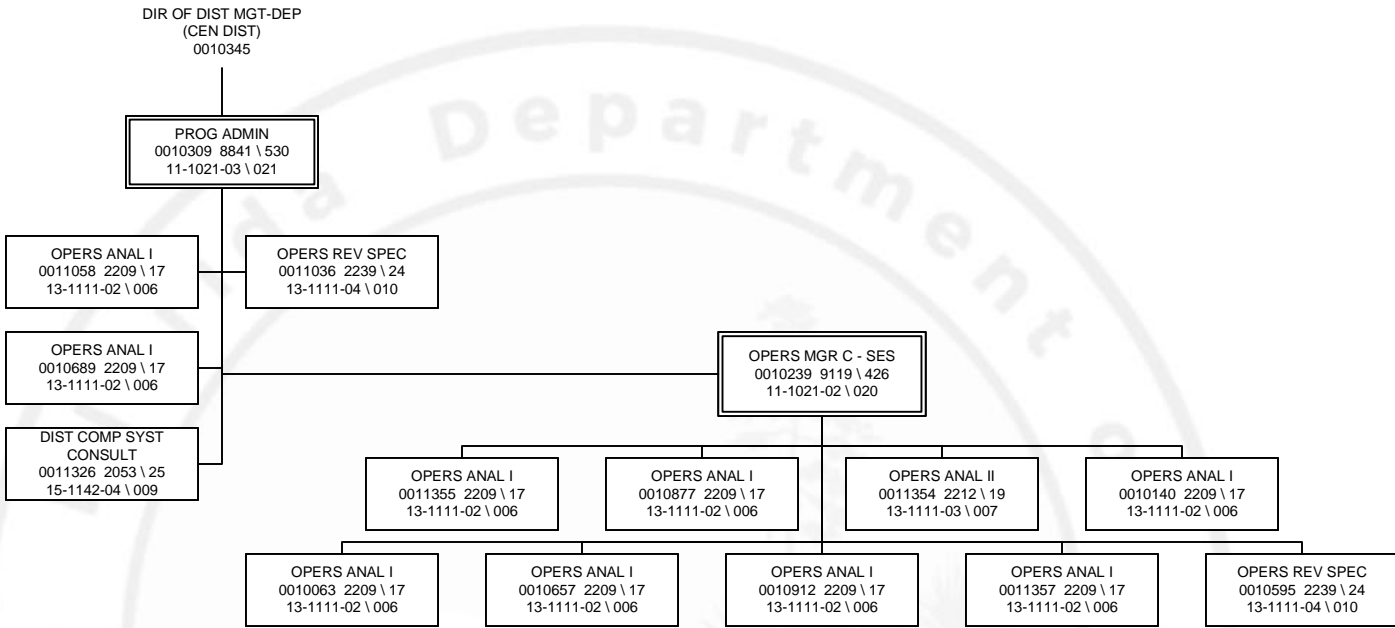 DIR OF DIST MGT-DEP
(CEN DIST)
0010345
PROG ADMIN
0010309 8841 \ 530
11-1021-03 \ 021
OPERS ANAL I
0011058 2209 \ 17
13-1111-02 \ 006
OPERS REV SPEC
0011036 2239 \ 24
13-1111-04 \ 010
OPERS ANAL I
0010689 2209 \ 17
13-1111-02 \ 006
OPERS MGR C - SES
0010239 9119 \ 426
11-1021-02 \ 020
DIST COMP SYST
CONSULT
0011326 2053 \ 25
15-1142-04 \ 009
OPERS ANAL I
0011355 2209 \ 17
13-1111-02 \ 006
OPERS ANAL I
0010877 2209 \ 17
13-1111-02 \ 006
OPERS ANAL II
0011354 2212 \ 19
13-1111-03 \ 007
OPERS ANAL I
0010140 2209 \ 17
13-1111-02 \ 006
OPERS ANAL I
0010063 2209 \ 17
13-1111-02 \ 006
OPERS ANAL I
0010657 2209 \ 17
13-1111-02 \ 006
OPERS ANAL I
0010912 2209 \ 17
13-1111-02 \ 006
OPERS ANAL I
0011357 2209 \ 17
13-1111-02 \ 006
OPERS REV SPEC
0010595 2239 \ 24
13-1111-04 \ 010
Department